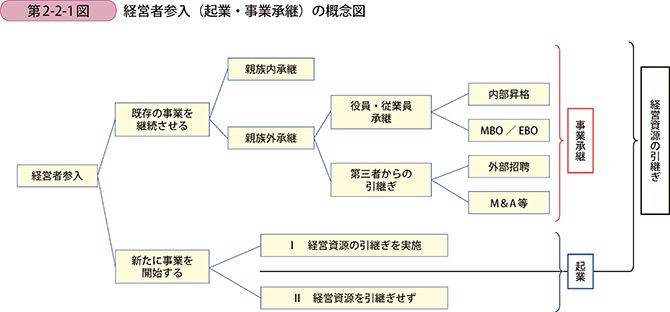 第2-2-1図 経営者参入（起業・事業承継）の概念図
経営者参入
既存の事業を
継続させる
新たに事業を
開始する
親族内承継
親族外承継
役員・従業員
承継
第三者からの
引継ぎ
内部昇格
MBO ／ EBO
外部招聘
M&A 等
Ⅰ 経営資源の引継ぎを実施
Ⅱ 経営資源を引継ぎせず
事業承継
起業
経営資源の引継ぎ